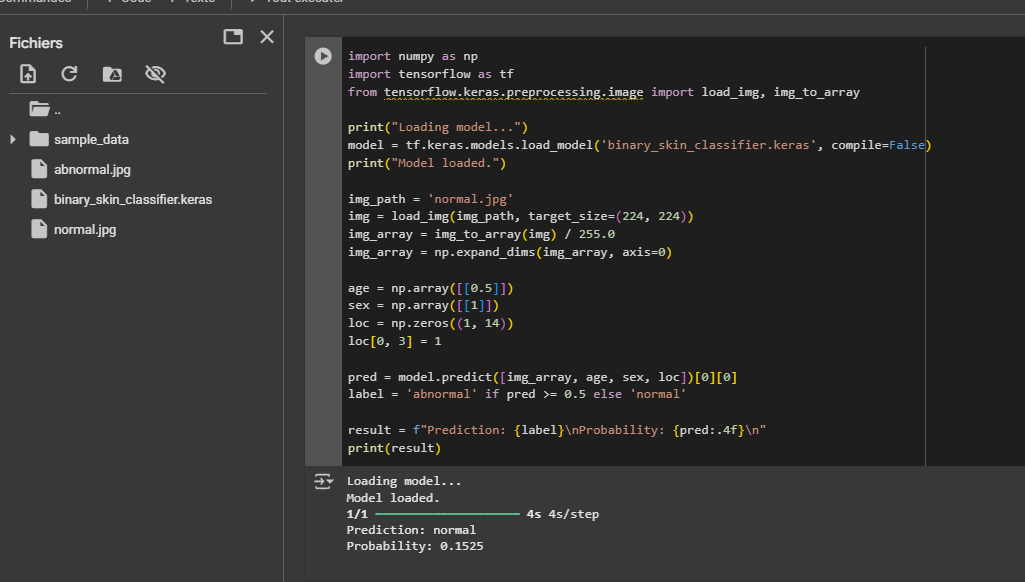 Commandes
Code
Texte
Tout exécuter
Fichiers
..
sample_data
abnormal.jpg
binary_skin_classifier.keras
normal.jpg
import numpy as np
import tensorflow as tf
from tensorflow.keras.preprocessing.image import load_img, img_to_array
print("Loading model...")
model = tf.keras.models.load_model('binary_skin_classifier.keras', compile=False)
print("Model loaded.")
img_path = 'normal.jpg'
img = load_img(img_path, target_size=(224, 224))
img_array = img_to_array(img) / 255.0
img_array = np.expand_dims(img_array, axis=0)
age = np.array([[0.5]])
sex = np.array([[1]])
loc = np.zeros((1, 14))
loc[0, 3] = 1
pred = model.predict([img_array, age, sex, loc])[0][0]
label = 'abnormal' if pred >= 0.5 else 'normal'
result = f"Prediction: {label}\nProbability: {pred:.4f}\n"
print(result)
Loading model...
Model loaded.
1/1 ━━━━━━━━━━━━━━━━━━━━ 4s 4s/step
Prediction: normal
Probability: 0.1525